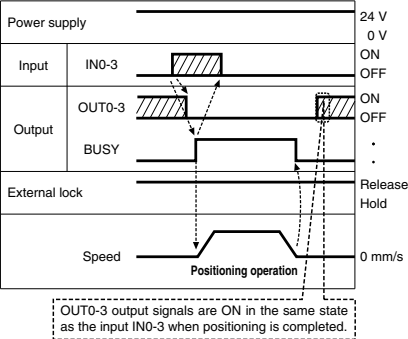 Power supply
24 V
0 V
Input
IN0-3
ON
OFF
Output
OUT0-3
ON
OFF
BUSY
External lock
Release
Hold
Speed
0 mm/s
Positioning operation
OUT0-3 output signals are ON in the same state
as the input IN0-3 when positioning is completed.